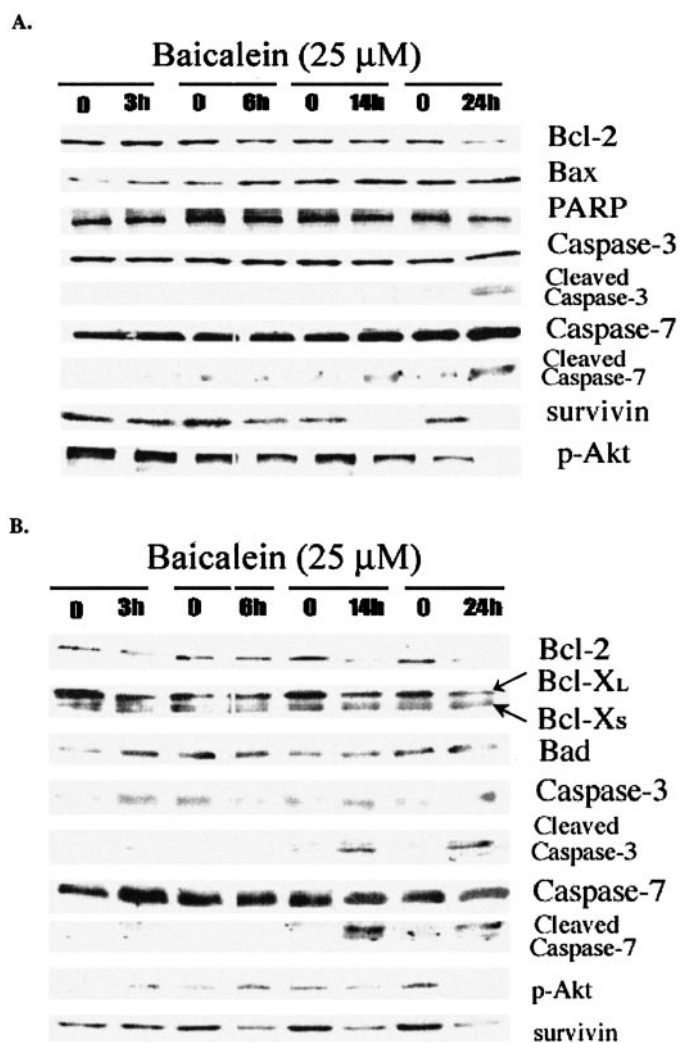 A.
Baicalein (25 µM)
0 3h 0 6h 0 14h 0 24h
Bcl-2
Bax
PARP
Caspase-3
Cleaved
Caspase-3
Caspase-7
Cleaved
Caspase-7
survivin
p-Akt
B.
Baicalein (25 µM)
0 3h 0 6h 0 14h 0 24h
Bcl-2
Bcl-XL
Bcl-Xs
Bad
Caspase-3
Cleaved
Caspase-3
Caspase-7
Cleaved
Caspase-7
p-Akt
survivin